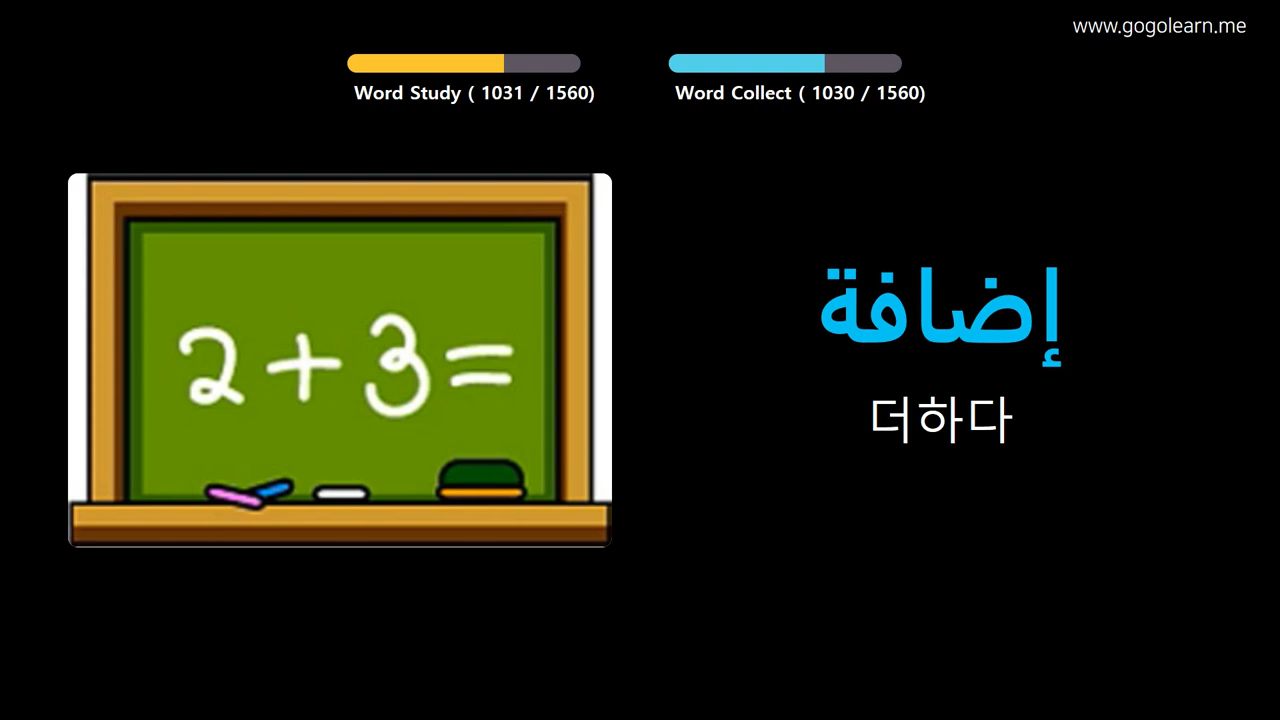 www.gogolearn.me
Word Study ( 1031 / 1560)
Word Collect ( 1030 / 1560)
2 + 3 =
إضافة
더하다